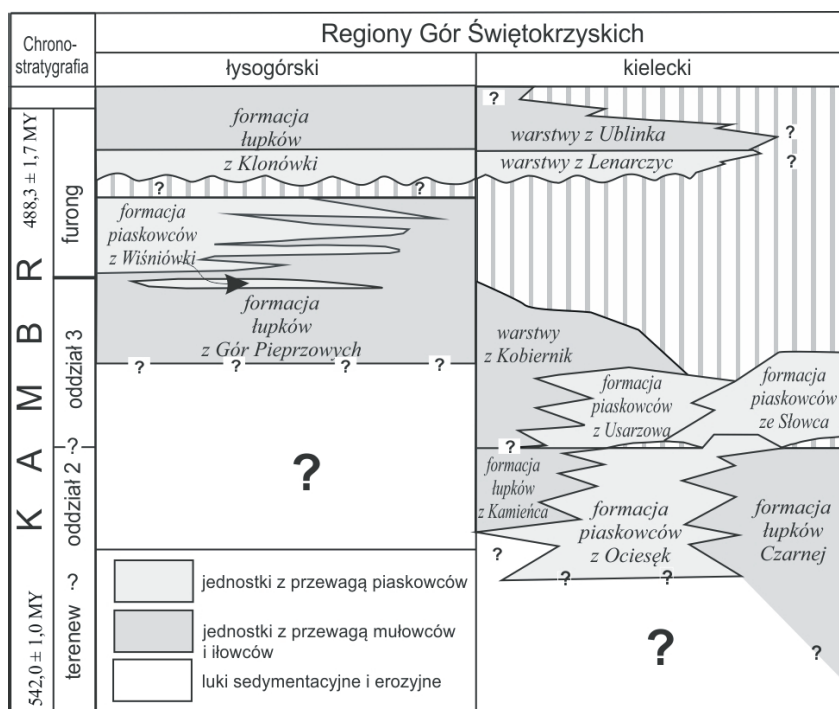 Chrono-
stratygrafia
Regiony Gór Świętokrzyskich
łysogórski
kielecki
K A M B R
488,3 ± 1,7 MY
542,0 ± 1,0 MY
furong
oddział 3
?
oddział 2
?
terenew
formacja
łupków
z Klonówki
?
?
formacja
piaskowców
z Wiśniówki
formacja
łupków
z Gór Pieprzowych
?
?
?
?
?
?
warstwy z Ublinka
?
warstwy z Lenarczyc
?
warstwy
z Kobiernik
formacja
piaskowców
z Usarzowa
formacja
piaskowców
ze Słowca
?
formacja
łupków
z Kamieńca
formacja
piaskowców
z Ociesęk
formacja
łupków
Czarnej
?
?
?
?
?
jednostki z przewagą piaskowców
jednostki z przewagą mułowców
i iłowców
luki sedymentacyjne i erozyjne